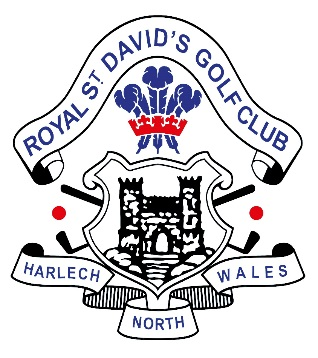 ROYAL ST DAVID'S GOLF CLUB
HARLECH
NORTH
WALES